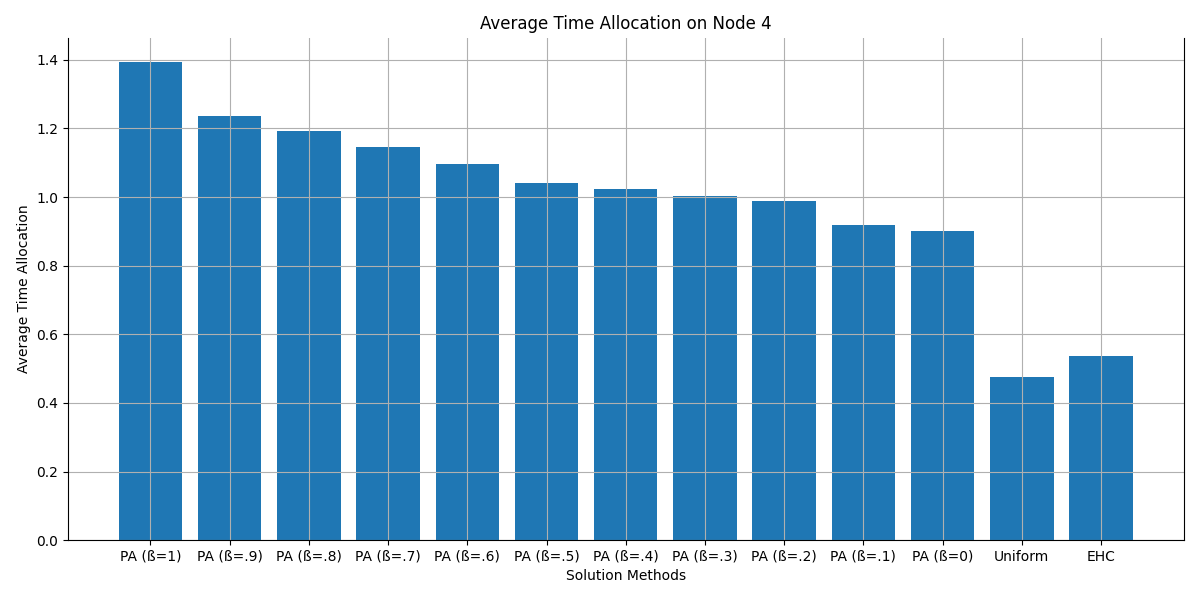 Average Time Allocation on Node 4
Average Time Allocation
1.4
1.2
1.0
0.8
0.6
0.4
0.2
0.0
PA (ß=1) PA (ß=.9) PA (ß=.8) PA (ß=.7) PA (ß=.6) PA (ß=.5) PA (ß=.4) PA (ß=.3) PA (ß=.2) PA (ß=.1) PA (ß=0) Uniform EHC
Solution Methods